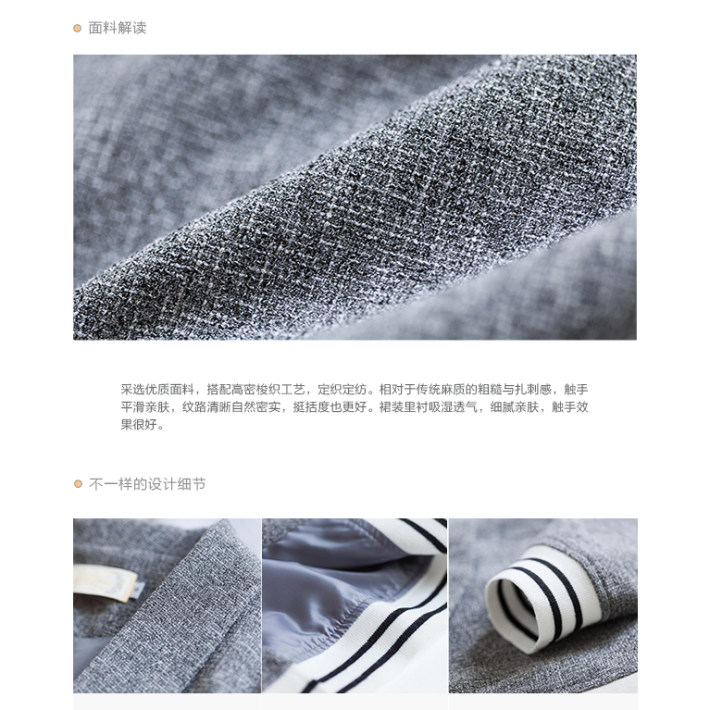 面料解读
采选优质面料，搭配高密梭织工艺，定织定纺。相对于传统麻质的粗糙与扎刺感，触手
平滑亲肤，纹路清晰自然密实，挺括度也更好。裙装里衬吸湿透气，细腻亲肤，触手效
果很好。
不一样的设计细节